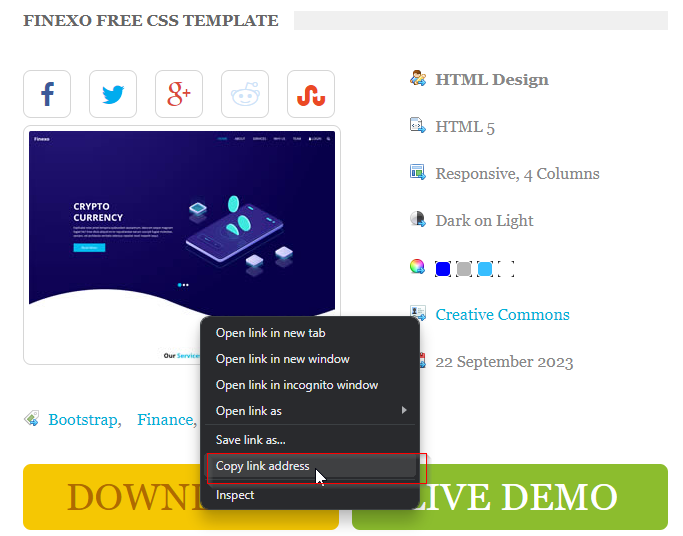 FINEXO FREE CSS TEMPLATE
Finexo
HOME ABOUT SERVICES WHY US TEAM LOGIN
CRYPTO
CURRENCY
Our Services
HTML Design
HTML 5
Responsive, 4 Columns
Dark on Light
Creative Commons
22 September 2023
Open link in new tab
Open link in new window
Open link in incognito window
Open link as
Save link as...
Copy link address
Inspect
Bootstrap, Finance,
DOWN
LIVE DEMO